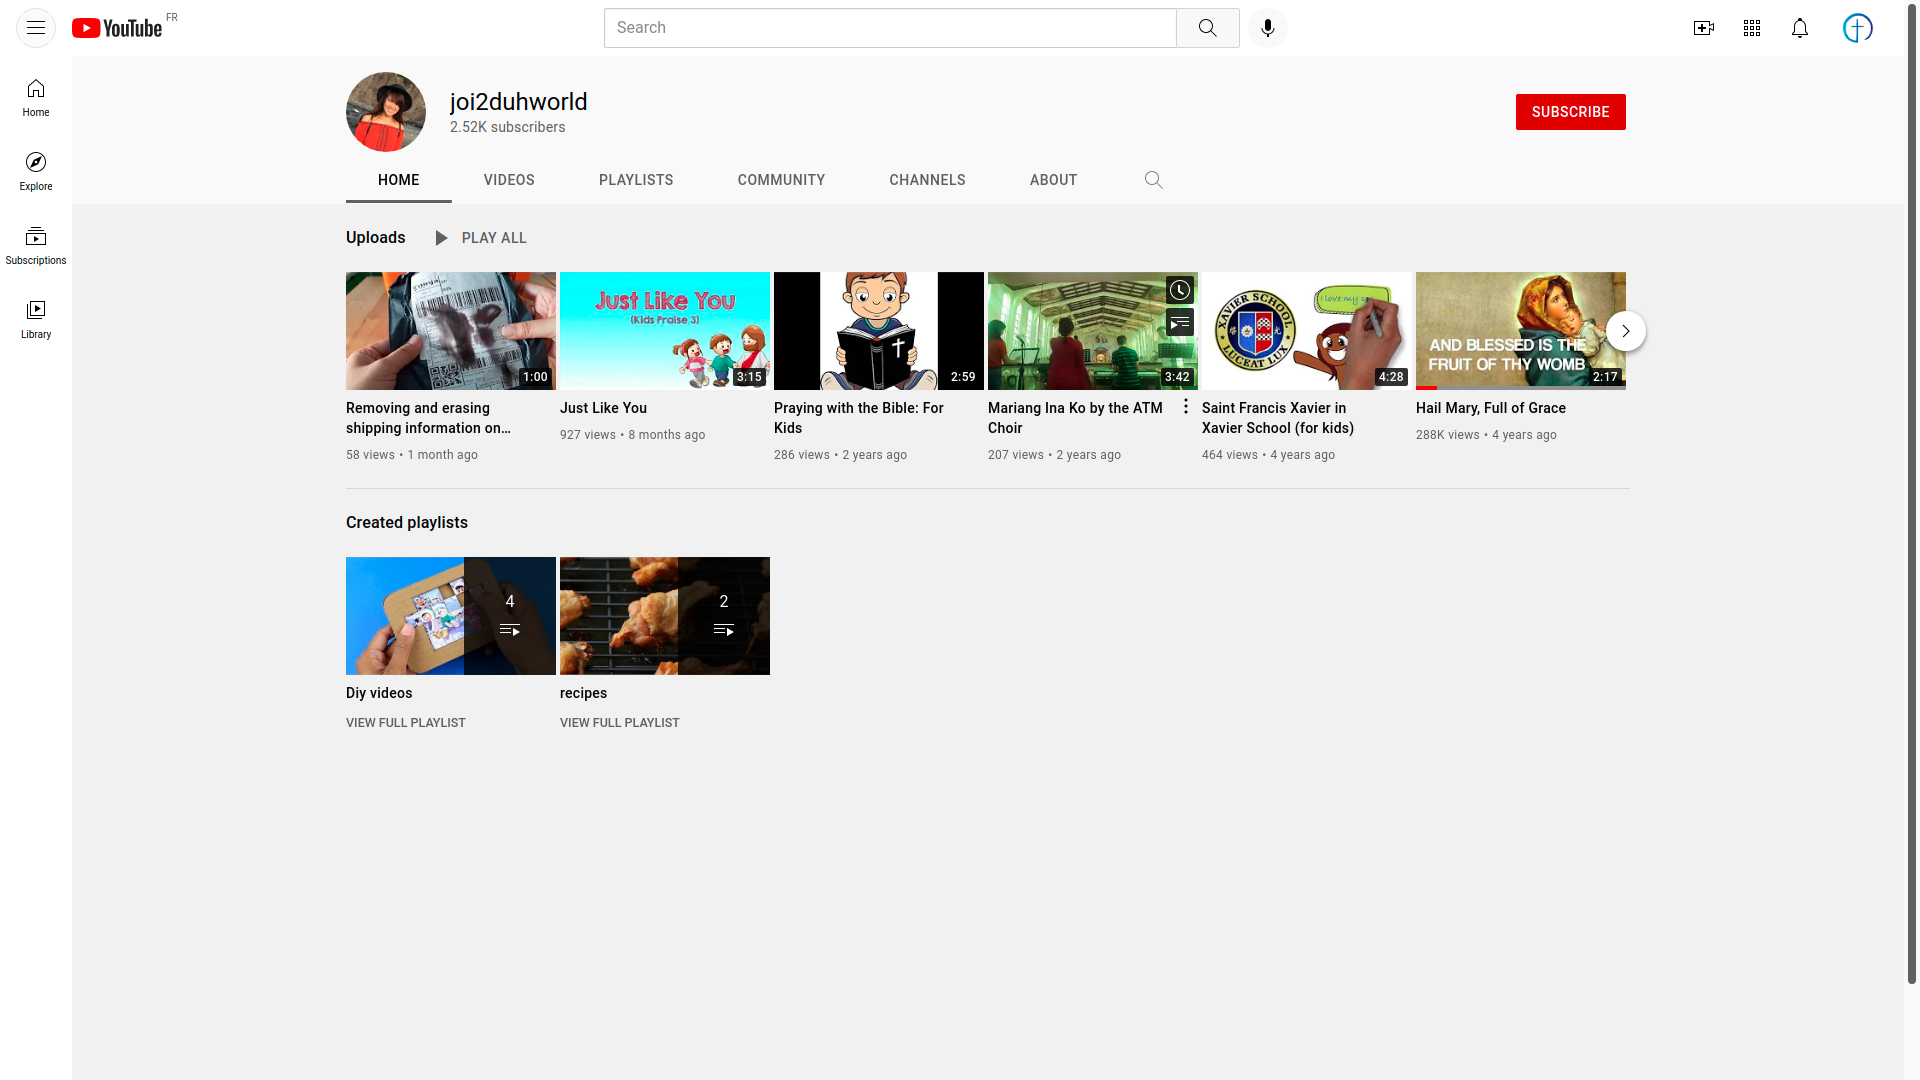 YouTube FR
Search
Home
Explore
Subscriptions
Library
joi2duhworld
2.52K subscribers
SUBSCRIBE
HOME VIDEOS PLAYLISTS COMMUNITY CHANNELS ABOUT
Uploads PLAY ALL
1:00
Removing and erasing
shipping information on…
58 views • 1 month ago
Just Like You
(Kids Praise 3)
3:15
Just Like You
927 views • 8 months ago
2:59
Praying with the Bible: For
Kids
286 views • 2 years ago
3:42
Mariang Ina Ko by the ATM
Choir
207 views • 2 years ago
XAVIER SCHOOL
LUCEAT LUX
I love my
4:28
Saint Francis Xavier in
Xavier School (for kids)
464 views • 4 years ago
AND BLESSED IS THE
FRUIT OF THY WOMB
2:17
Hail Mary, Full of Grace
288K views • 4 years ago
Created playlists
4
Diy videos
VIEW FULL PLAYLIST
2
recipes
VIEW FULL PLAYLIST